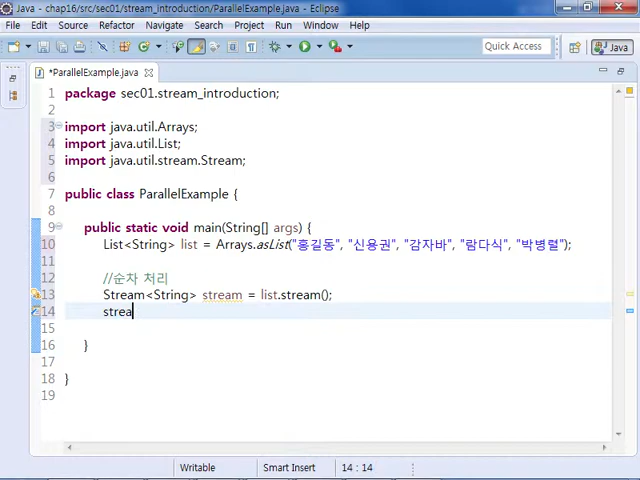 Java - chap16/src/sec01/stream_introduction/ParallelExample.java - Eclipse
File Edit Source Refactor Navigate Search Project Run Window Help
Quick Access Java
*ParallelExample.java
1 package sec01.stream_introduction;
2
3 import java.util.Arrays;
4 import java.util.List;
5 import java.util.stream.Stream;
6
7 public class ParallelExample {
8
9 public static void main(String[] args) {
10 List<String> list = Arrays.asList("홍길동", "신용권", "감자바", "람다식", "박병렬");
11
12 //순차 처리
13 Stream<String> stream = list.stream();
14 strea
15
16 }
17
18 }
19
Writable Smart Insert 14 : 14